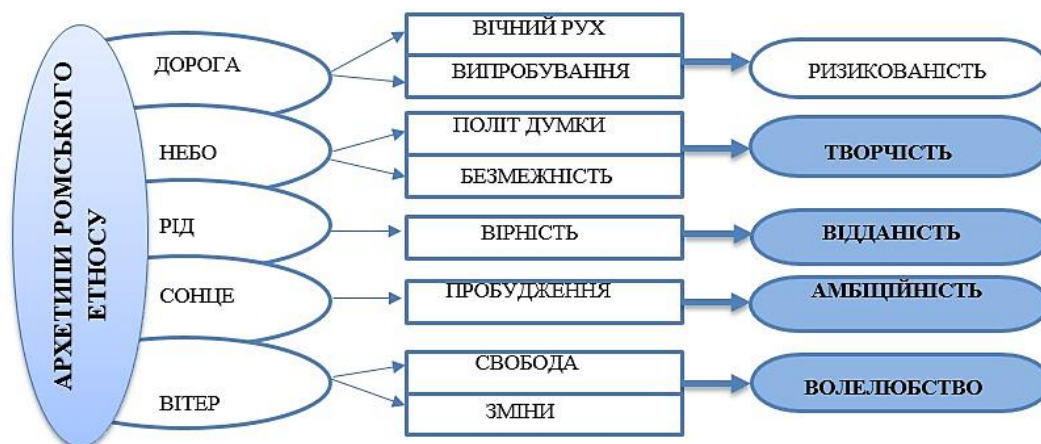 АРХЕТИПИ РОМСЬКОГО
ЕТНОСУ
ДОРОГА
ВІЧНИЙ РУХ
ВИПРОБУВАННЯ
РИЗИКОВАНІСТЬ
НЕБО
ПОЛІТ ДУМКИ
БЕЗМЕЖНІСТЬ
ТВОРЧІСТЬ
РІД
ВІРНІСТЬ
ВІДДАНІСТЬ
СОНЦЕ
ПРОБУДЖЕННЯ
АМБІЦІЙНІСТЬ
ВІТЕР
СВОБОДА
ЗМІНИ
ВОЛЕЛЮБСТВО